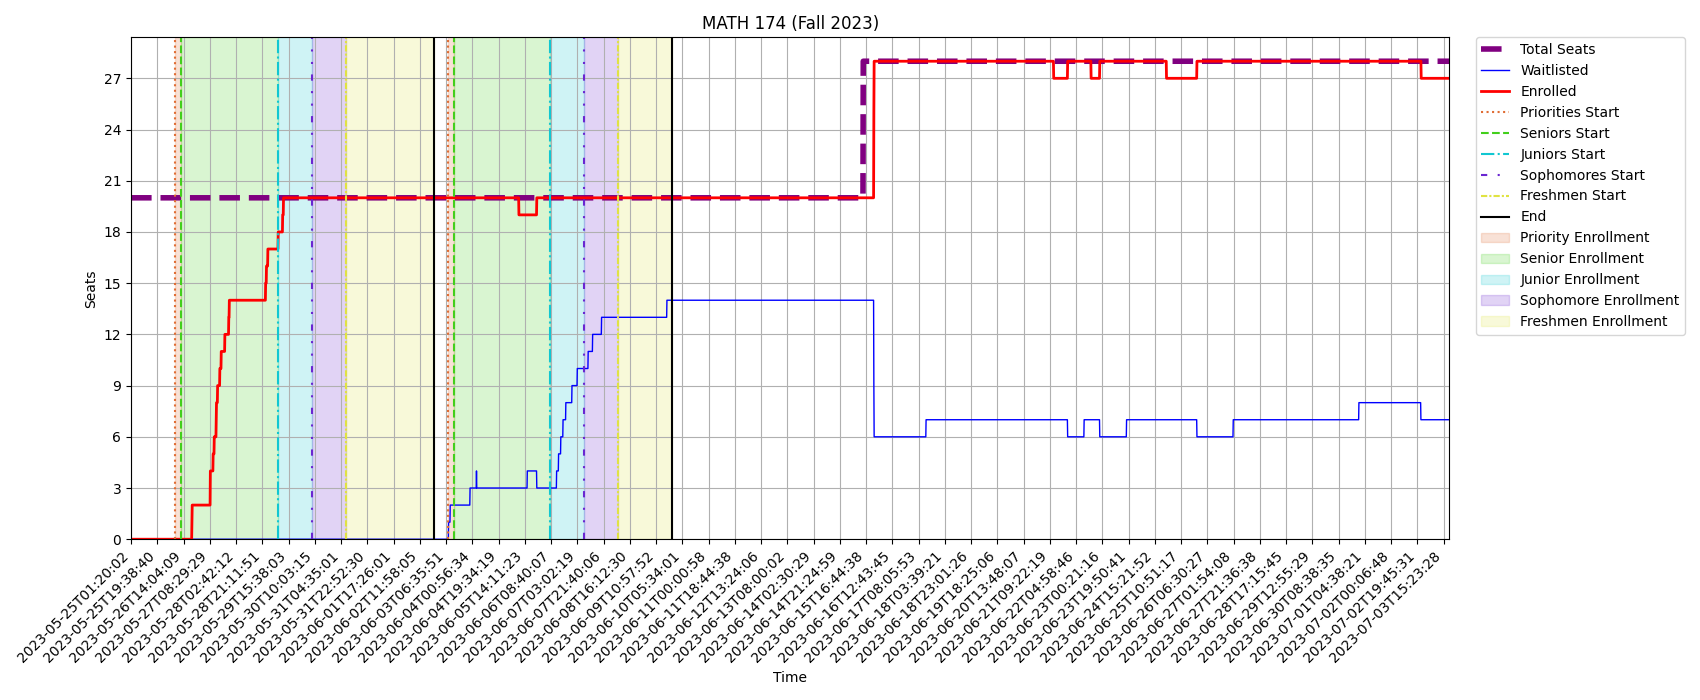 MATH 174 (Fall 2023)
27
24
21
18
15
12
9
6
3
0
Seats
2023-05-25T01:20:02
2023-05-25T19:38:40
2023-05-26T14:04:09
2023-05-27T08:29:29
2023-05-28T02:42:12
2023-05-28T21:11:51
2023-05-29T15:38:03
2023-05-30T10:03:15
2023-05-31T04:35:01
2023-05-31T22:52:30
2023-06-01T17:26:01
2023-06-02T11:58:05
2023-06-03T06:35:51
2023-06-04T00:56:34
2023-06-04T19:34:19
2023-06-05T14:11:23
2023-06-06T08:40:07
2023-06-07T03:02:19
2023-06-07T21:40:06
2023-06-08T16:12:30
2023-06-09T10:57:52
2023-06-10T05:34:01
2023-06-11T00:00:58
2023-06-11T18:44:38
2023-06-12T13:24:06
2023-06-13T08:00:02
2023-06-14T02:30:29
2023-06-14T21:24:59
2023-06-15T16:44:38
2023-06-16T12:43:45
2023-06-17T08:05:53
2023-06-18T03:39:21
2023-06-18T23:01:26
2023-06-19T18:25:06
2023-06-20T13:48:07
2023-06-21T09:22:19
2023-06-22T04:58:46
2023-06-23T00:21:16
2023-06-23T19:50:41
2023-06-24T15:21:52
2023-06-25T10:51:17
2023-06-26T06:30:27
2023-06-27T01:54:08
2023-06-27T21:36:38
2023-06-28T17:15:45
2023-06-29T12:55:29
2023-06-30T08:38:35
2023-07-01T04:38:21
2023-07-02T00:06:48
2023-07-02T19:45:31
2023-07-03T15:23:28
Time
Total Seats
Waitlisted
Enrolled
Priorities Start
Seniors Start
Juniors Start
Sophomores Start
Freshmen Start
End
Priority Enrollment
Senior Enrollment
Junior Enrollment
Sophomore Enrollment
Freshmen Enrollment